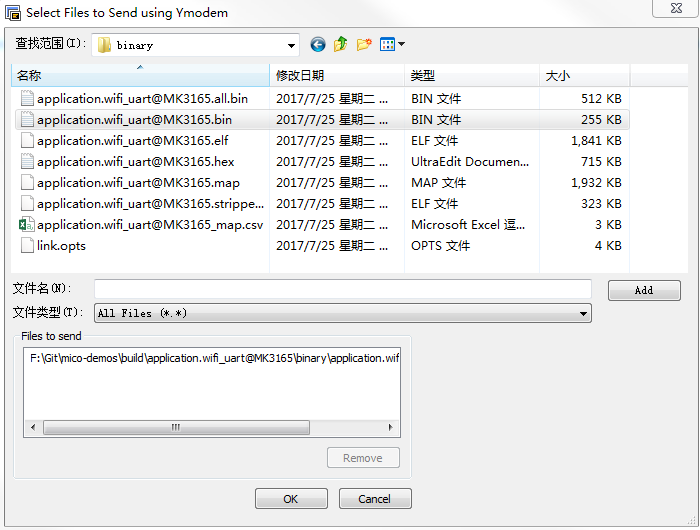 Select Files to Send using Ymodem
查找范围(I): binary
名称 修改日期 类型 大小
application.wifi_uart@MK3165.all.bin 2017/7/25 星期二 ... BIN 文件 512 KB
application.wifi_uart@MK3165.bin 2017/7/25 星期二 ... BIN 文件 255 KB
application.wifi_uart@MK3165.elf 2017/7/25 星期二 ... ELF 文件 1,841 KB
application.wifi_uart@MK3165.hex 2017/7/25 星期二 ... UltraEdit Documen... 715 KB
application.wifi_uart@MK3165.map 2017/7/25 星期二 ... MAP 文件 1,932 KB
application.wifi_uart@MK3165.strippe... 2017/7/25 星期二 ... ELF 文件 323 KB
application.wifi_uart@MK3165_map.csv 2017/7/25 星期二 ... Microsoft Excel 逗... 3 KB
link.opts 2017/7/25 星期二 ... OPTS 文件 4 KB
文件名(N): Add
文件类型(T): All Files (*.*)
Files to send
F:\Git\mico-demos\build\application.wifi_uart@MK3165\binary\application.wif
Remove
OK Cancel